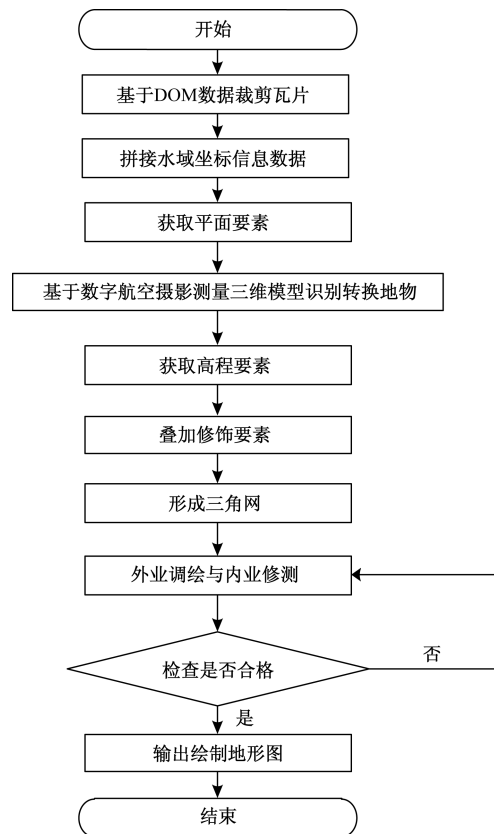 开始
基于DOM数据裁剪瓦片
拼接水域坐标信息数据
获取平面要素
基于数字航空摄影测量三维模型识别转换地物
获取高程要素
叠加修饰要素
形成三角网
外业调绘与内业修测
检查是否合格
否
是
输出绘制地形图
结束